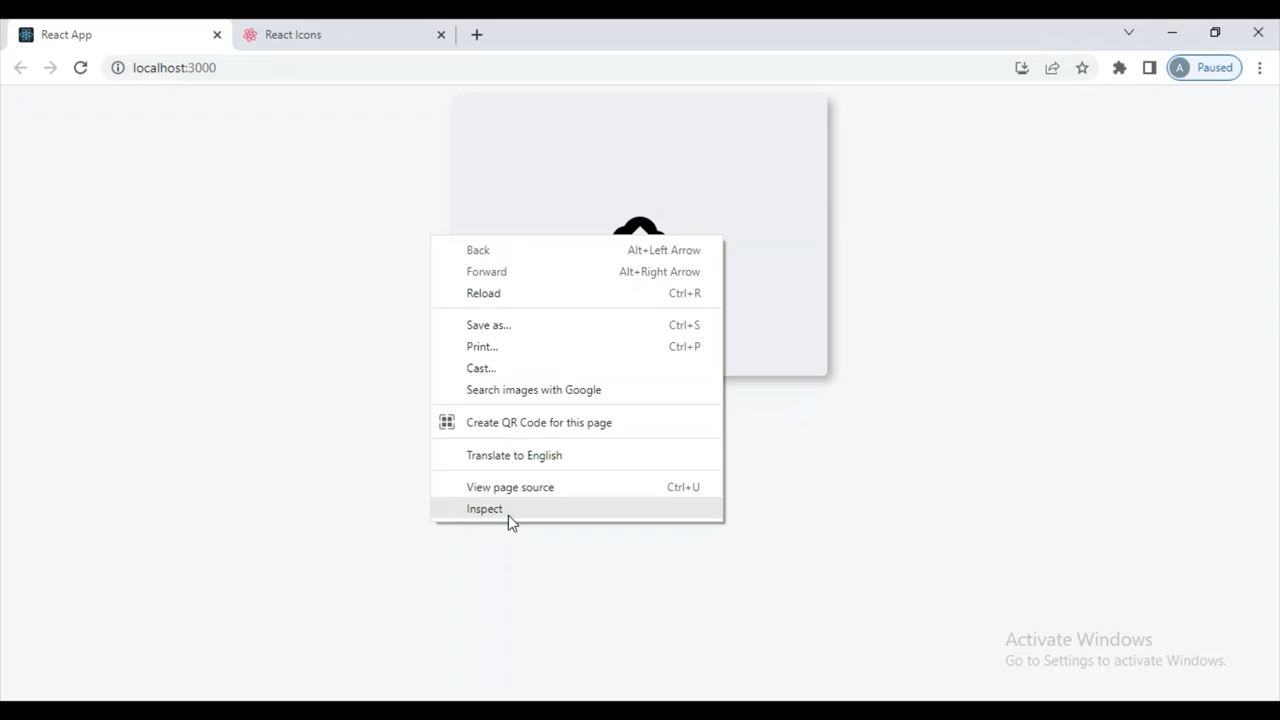 React App
React Icons
localhost:3000
A Paused
Back Alt+Left Arrow
Forward Alt+Right Arrow
Reload Ctrl+R
Save as... Ctrl+S
Print... Ctrl+P
Cast...
Search images with Google
Create QR Code for this page
Translate to English
View page source Ctrl+U
Inspect
Activate Windows
Go to Settings to activate Windows.